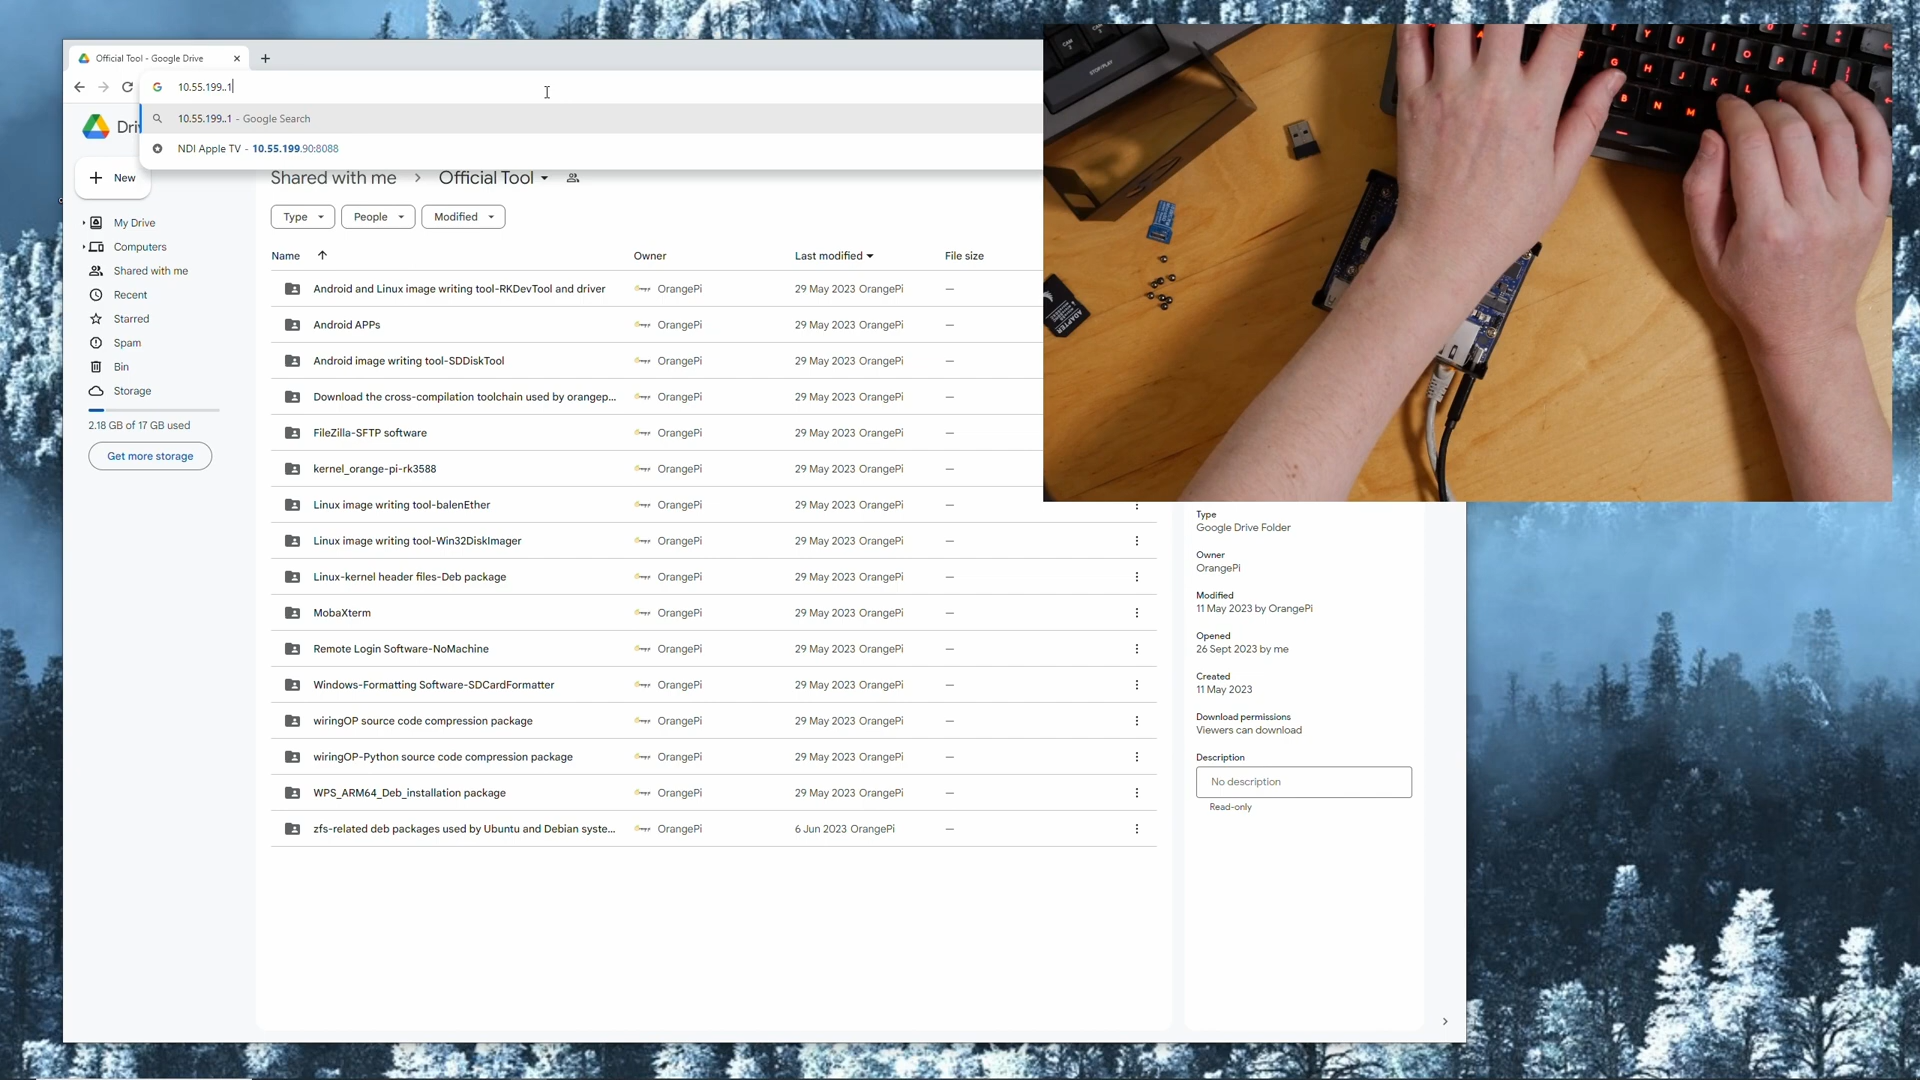 Official Tool - Google Drive
10.55.199..1
10.55.199..1 - Google Search
NDI Apple TV - 10.55.199.90:8088
Dri
New
Shared with me > Official Tool
Type
People
Modified
My Drive
Computers
Shared with me
Recent
Starred
Spam
Bin
Storage
2.18 GB of 17 GB used
Get more storage
Name Owner Last modified File size
Android and Linux image writing tool-RKDevTool and driver OrangePi 29 May 2023 OrangePi —
Android APPs OrangePi 29 May 2023 OrangePi —
Android image writing tool-SDDiskTool OrangePi 29 May 2023 OrangePi —
Download the cross-compilation toolchain used by orangep... OrangePi 29 May 2023 OrangePi —
FileZilla-SFTP software OrangePi 29 May 2023 OrangePi —
kernel_orange-pi-rk3588 OrangePi 29 May 2023 OrangePi —
Linux image writing tool-balenEther OrangePi 29 May 2023 OrangePi —
Linux image writing tool-Win32DiskImager OrangePi 29 May 2023 OrangePi —
Linux-kernel header files-Deb package OrangePi 29 May 2023 OrangePi —
MobaXterm OrangePi 29 May 2023 OrangePi —
Remote Login Software-NoMachine OrangePi 29 May 2023 OrangePi —
Windows-Formatting Software-SDCardFormatter OrangePi 29 May 2023 OrangePi —
wiringOP source code compression package OrangePi 29 May 2023 OrangePi —
wiringOP-Python source code compression package OrangePi 29 May 2023 OrangePi —
WPS_ARM64_Deb_installation package OrangePi 29 May 2023 OrangePi —
zfs-related deb packages used by Ubuntu and Debian syste... OrangePi 6 Jun 2023 OrangePi —
Type
Google Drive Folder
Owner
OrangePi
Modified
11 May 2023 by OrangePi
Opened
26 Sept 2023 by me
Created
11 May 2023
Download permissions
Viewers can download
Description
No description
Read-only
STOP/PLAY
ADAPTER
T Y U I O P
G H J K L
B N M